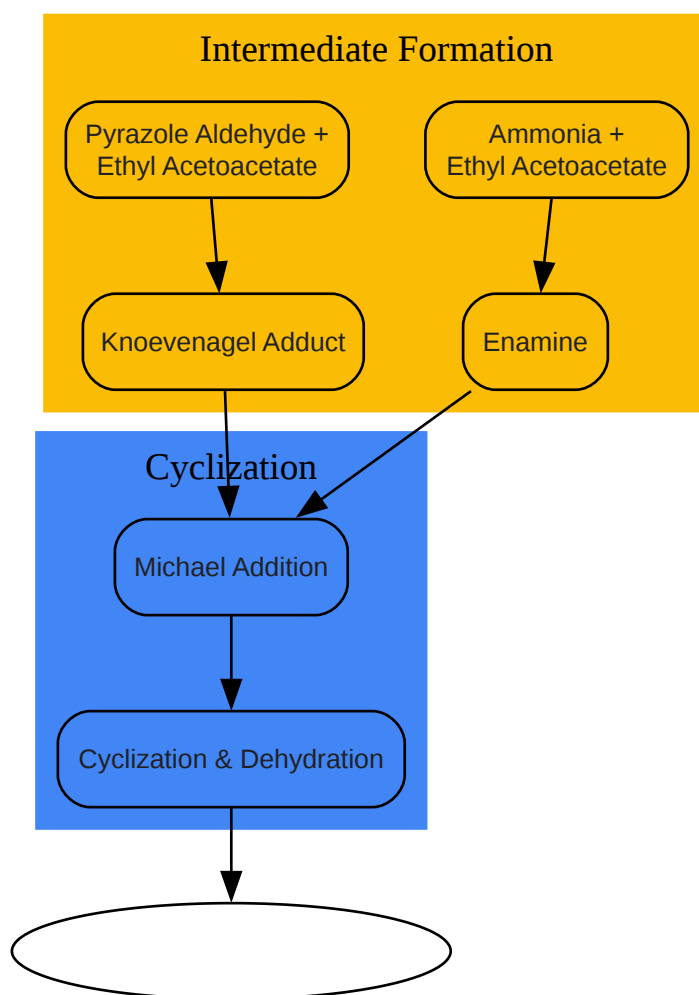 Intermediate Formation
Pyrazole Aldehyde +
Ethyl Acetoacetate
Ammonia +
Ethyl Acetoacetate
Knoevenagel Adduct
Enamine
Cyclization
Michael Addition
Cyclization & Dehydration